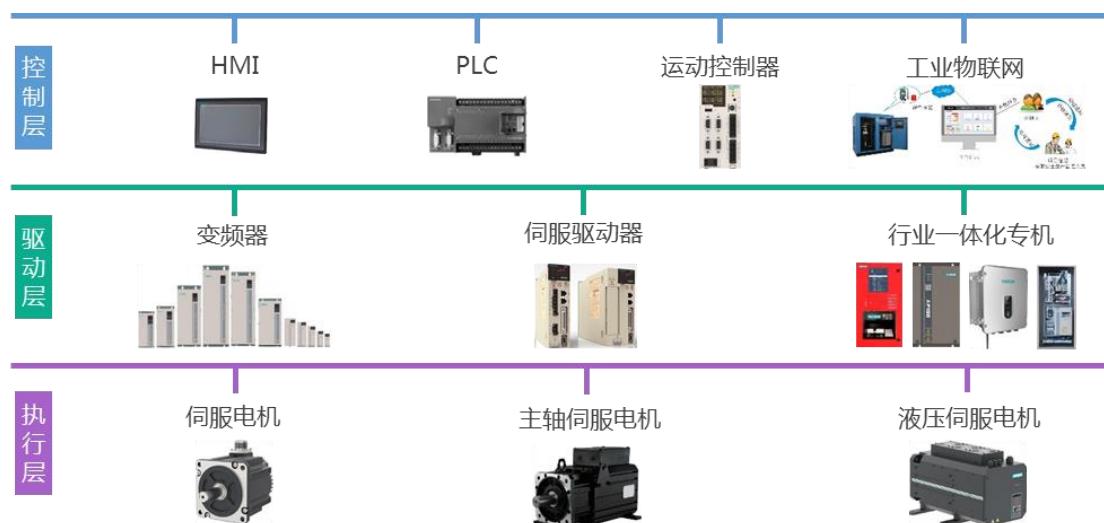 控制层
HMI
PLC
运动控制器
工业物联网
驱动层
变频器
伺服驱动器
行业一体化专机
执行层
伺服电机
主轴伺服电机
液压伺服电机